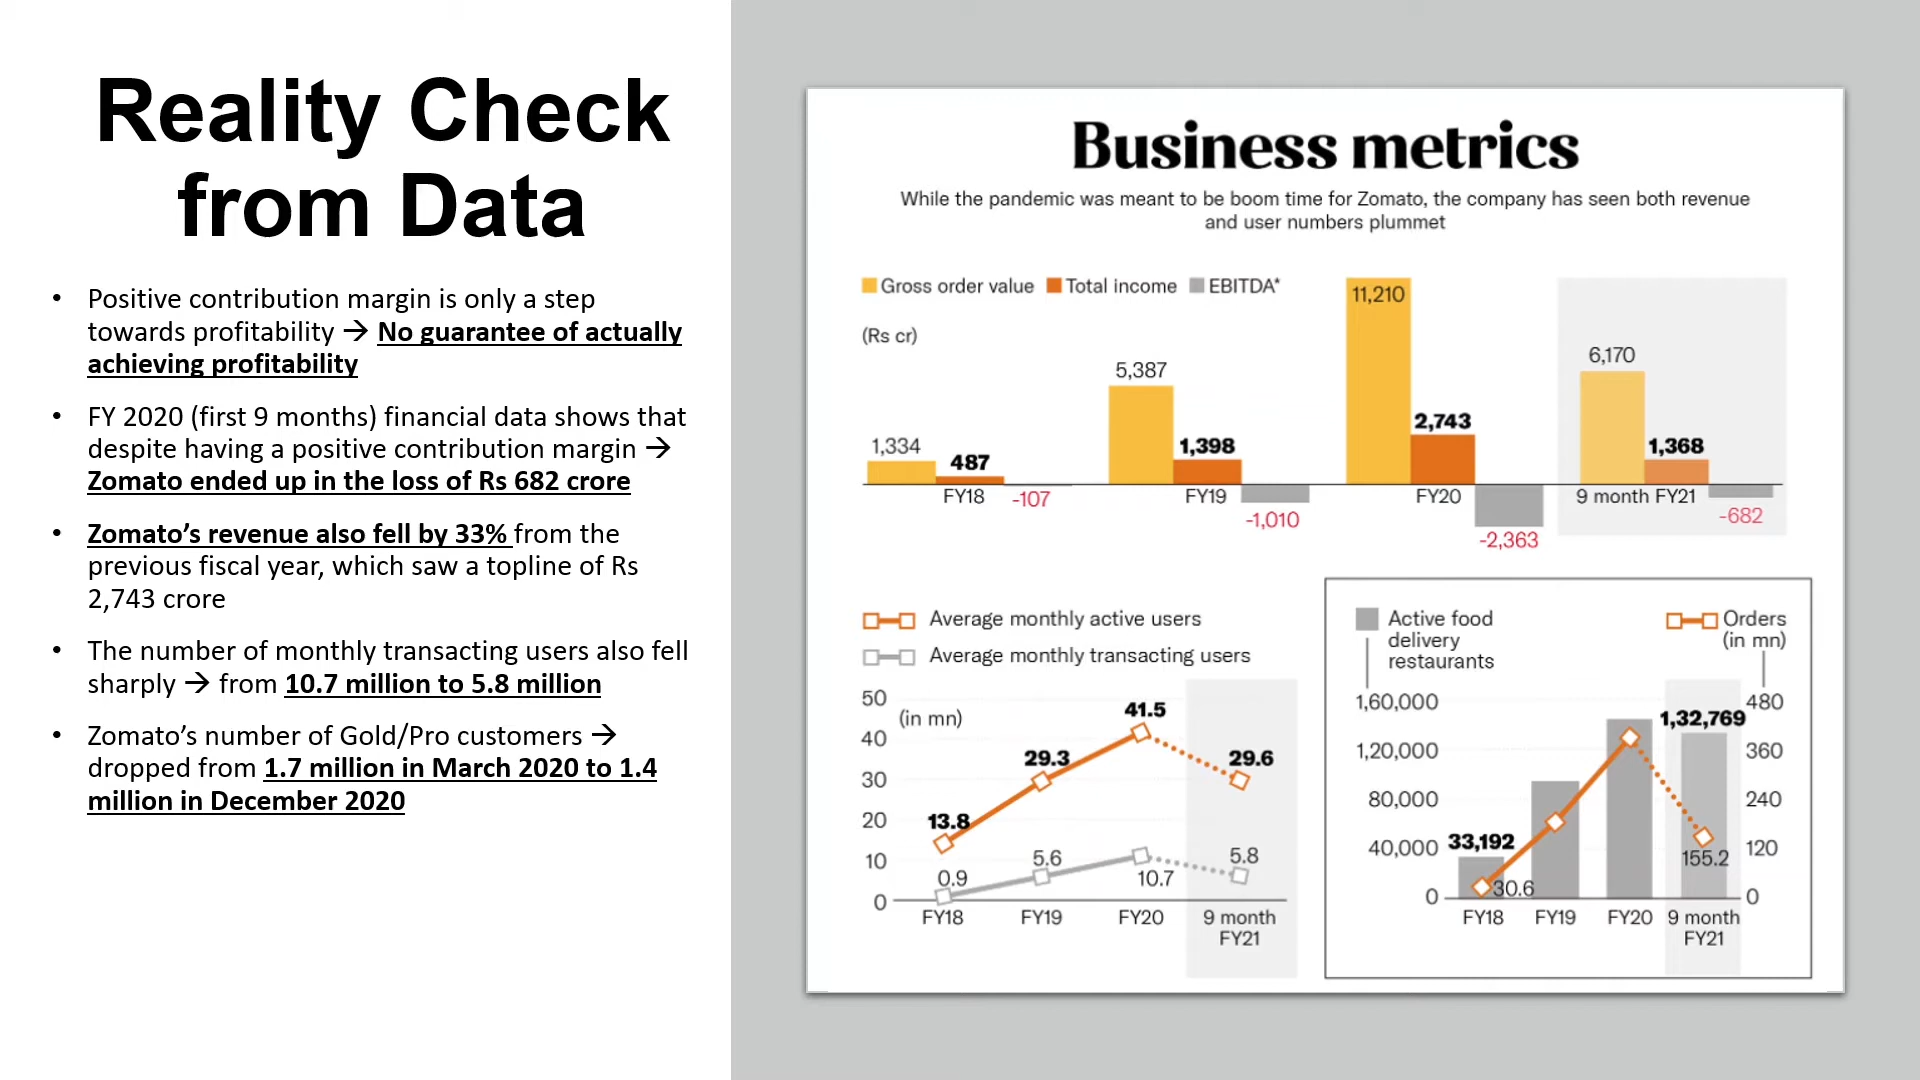 Reality Check
from Data
• Positive contribution margin is only a step
towards profitability → No guarantee of actually
achieving profitability
• FY 2020 (first 9 months) financial data shows that
despite having a positive contribution margin →
Zomato ended up in the loss of Rs 682 crore
• Zomato’s revenue also fell by 33% from the
previous fiscal year, which saw a topline of Rs
2,743 crore
• The number of monthly transacting users also fell
sharply → from 10.7 million to 5.8 million
• Zomato’s number of Gold/Pro customers →
dropped from 1.7 million in March 2020 to 1.4
million in December 2020
Business metrics
While the pandemic was meant to be boom time for Zomato, the company has seen both revenue
and user numbers plummet
Gross order value Total income EBITDA*
(Rs cr)
1,334 487 -107 FY18
5,387 1,398 -1,010 FY19
11,210 2,743 -2,363 FY20
6,170 1,368 -682 9 month FY21
Average monthly active users
Average monthly transacting users
(in mn)
50
40
30
20
10
0
13.8 29.3 41.5 29.6
0.9 5.6 10.7 5.8
FY18 FY19 FY20 9 month
FY21
Active food
delivery
restaurants
Orders
(in mn)
1,60,000 480
1,20,000 360
80,000 240
40,000 120
0 0
33,192 1,32,769
30.6 155.2
FY18 FY19 FY20 9 month
FY21